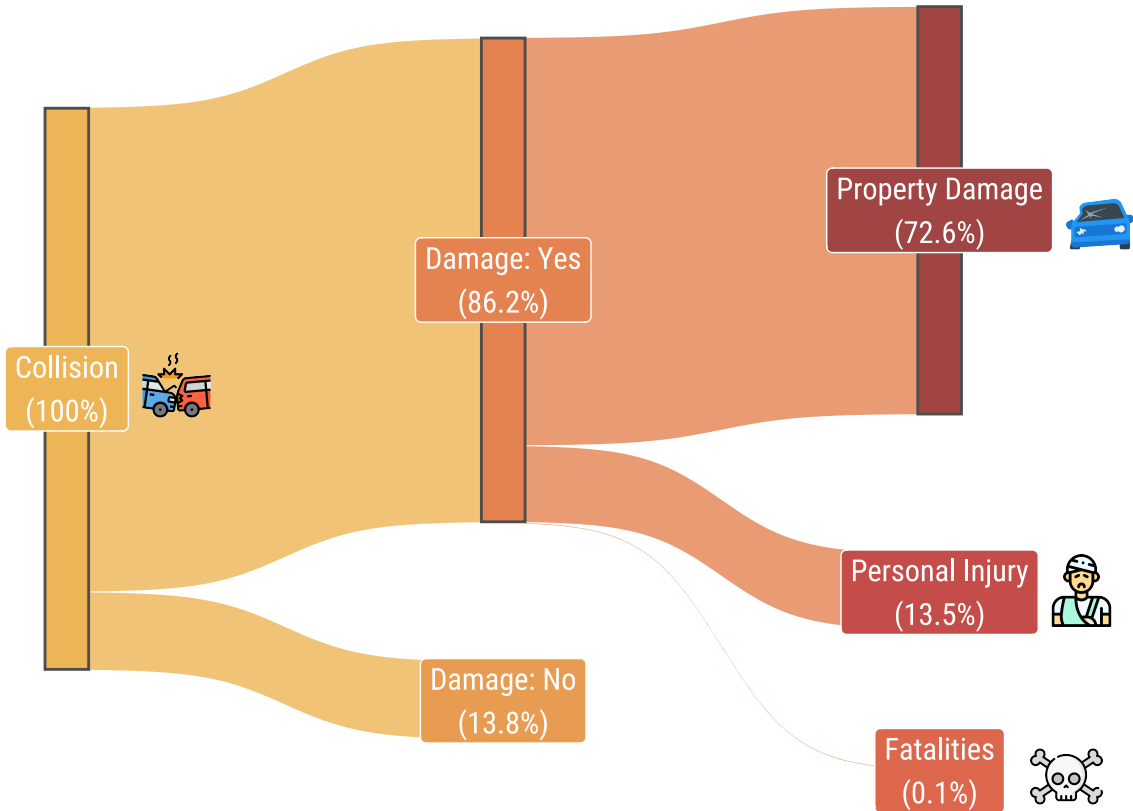 Property Damage
(72.6%)
Damage: Yes
(86.2%)
Collision
(100%)
Personal Injury
(13.5%)
Damage: No
(13.8%)
Fatalities
(0.1%)